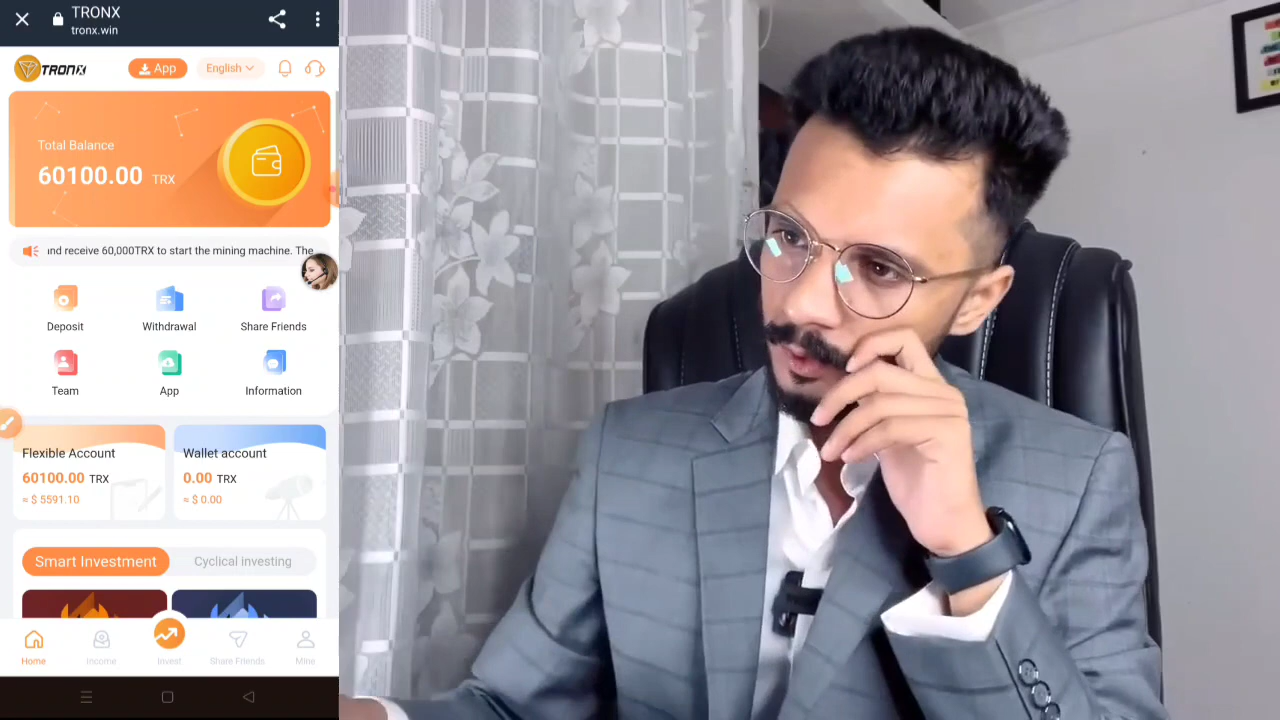 TRONX
tronx.win
TRONX
App
English
Total Balance
60100.00 TRX
and receive 60,000TRX to start the mining machine. The
Deposit
Withdrawal
Share Friends
Team
App
Information
Flexible Account
60100.00 TRX
≈ $ 5591.10
Wallet account
0.00 TRX
≈ $ 0.00
Smart Investment
Cyclical investing
Home
Income
Invest
Share Friends
Mine